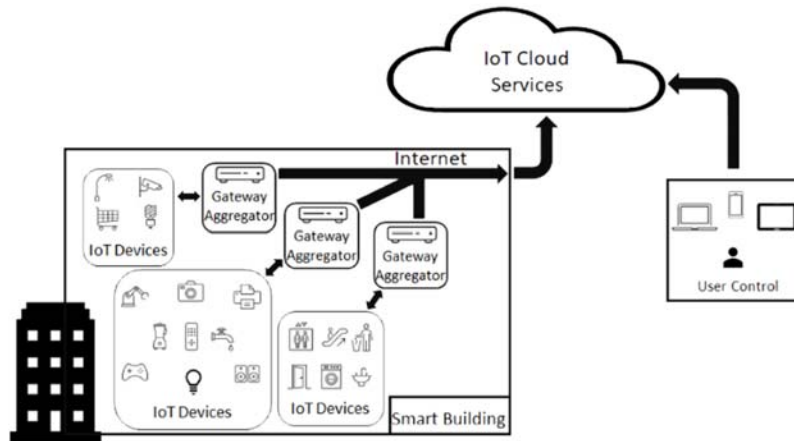 IoT Cloud
Services
Internet
Gateway
Aggregator
IoT Devices
Gateway
Aggregator
Gateway
Aggregator
User Control
IoT Devices
IoT Devices
Smart Building